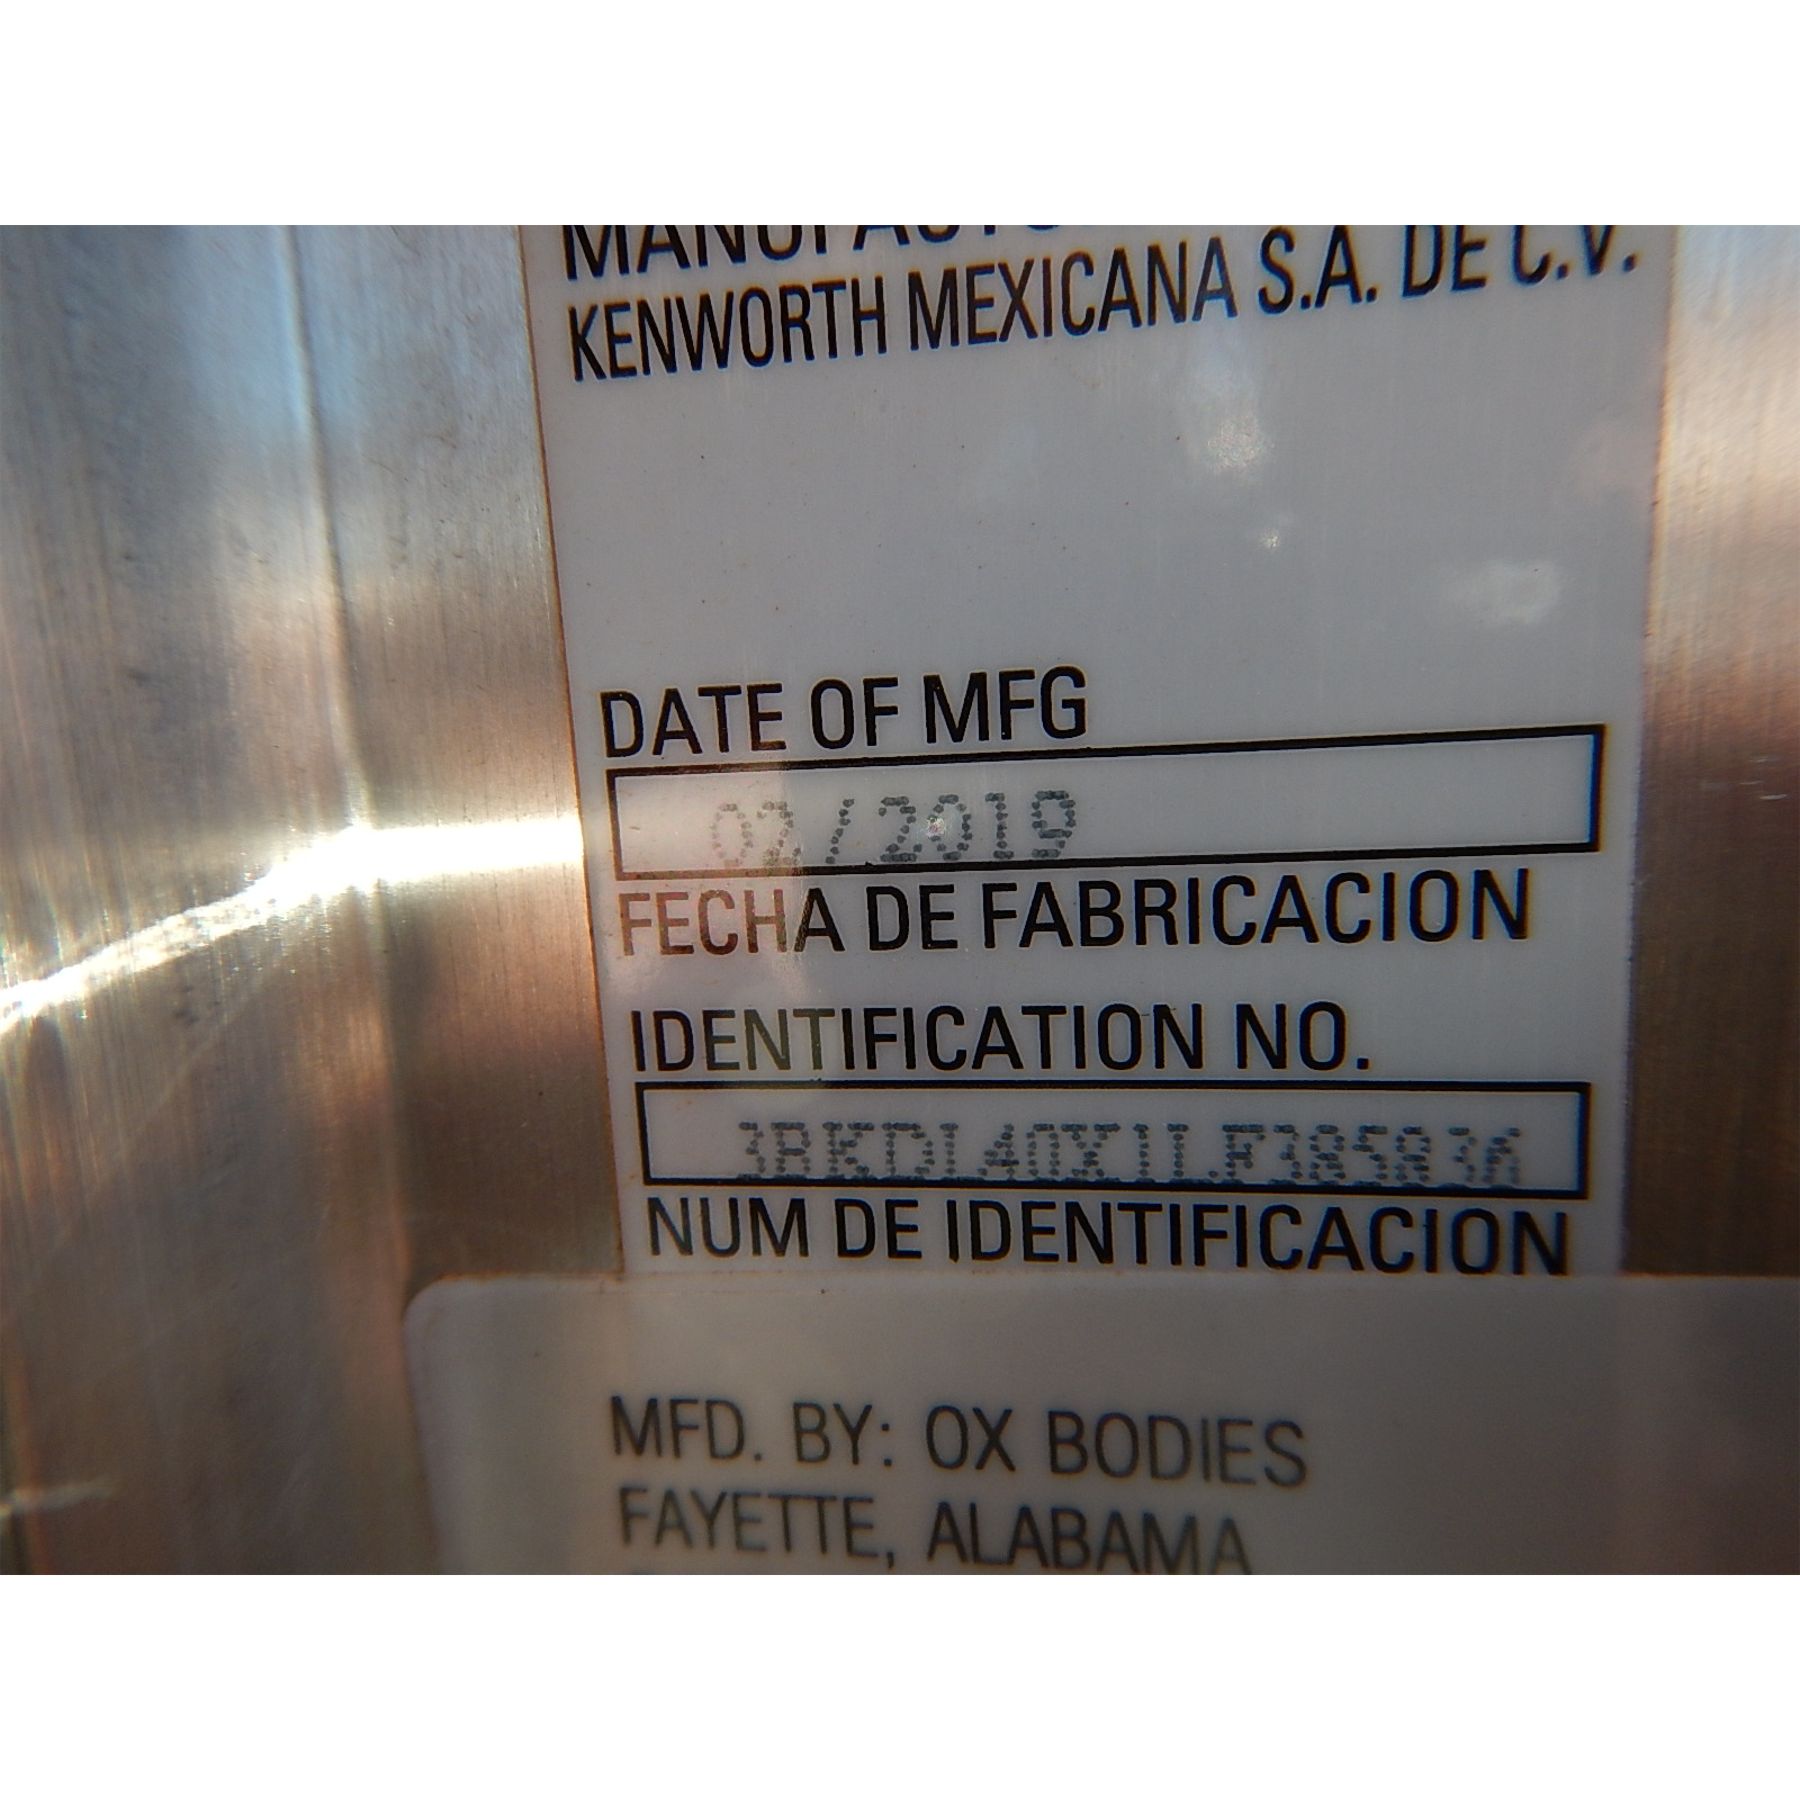 KENWORTH MEXICANA S.A. DE C.V.
DATE OF MFG
02/2019
FECHA DE FABRICACION
IDENTIFICATION NO.
3BKDL40X1LF385836
NUM DE IDENTIFICACION
MFD. BY: OX BODIES
FAYETTE, ALABAMA